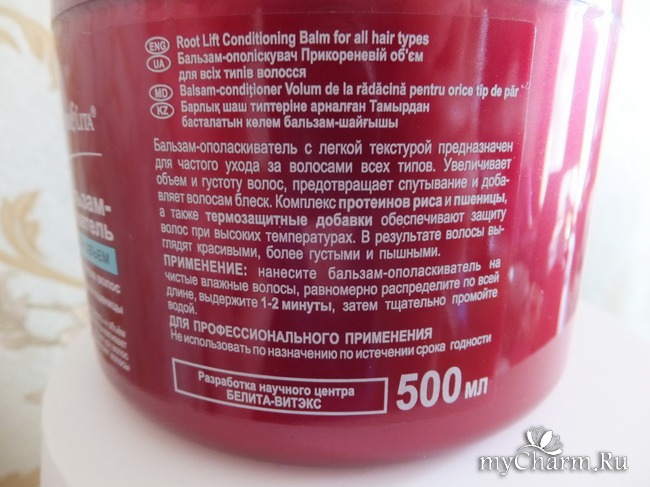 ENG Root Lift Conditioning Balm for all hair types
UA Бальзам-ополіскувач Прикореневій об'єм
для всіх типів волосся
MD Balsam-condiţioner Volum de la rădăcină pentru orice tip de păr
KZ Барлық шаш типтеріне арналған Тамырдан
басталатын көлем бальзам-шайғышы
Бальзам-ополаскиватель с легкой текстурой предназначен
для частого ухода за волосами всех типов. Увеличивает
объем и густоту волос, предотвращает спутывание и доба-
вляет волосам блеск. Комплекс протеинов риса и пшеницы,
а также термозащитные добавки обеспечивают защиту
волос при высоких температурах. В результате волосы вы-
глядят красивыми, более густыми и пышными.
ПРИМЕНЕНИЕ: нанесите бальзам-ополаскиватель на
чистые влажные волосы, равномерно распределите по всей
длине, выдержите 1-2 минуты, затем тщательно промойте
водой.
ДЛЯ ПРОФЕССИОНАЛЬНОГО ПРИМЕНЕНИЯ
Не использовать по назначению по истечении срока годности
Разработка научного центра
БЕЛИТА-ВИТЭКС
500 мл
myCharm.Ru